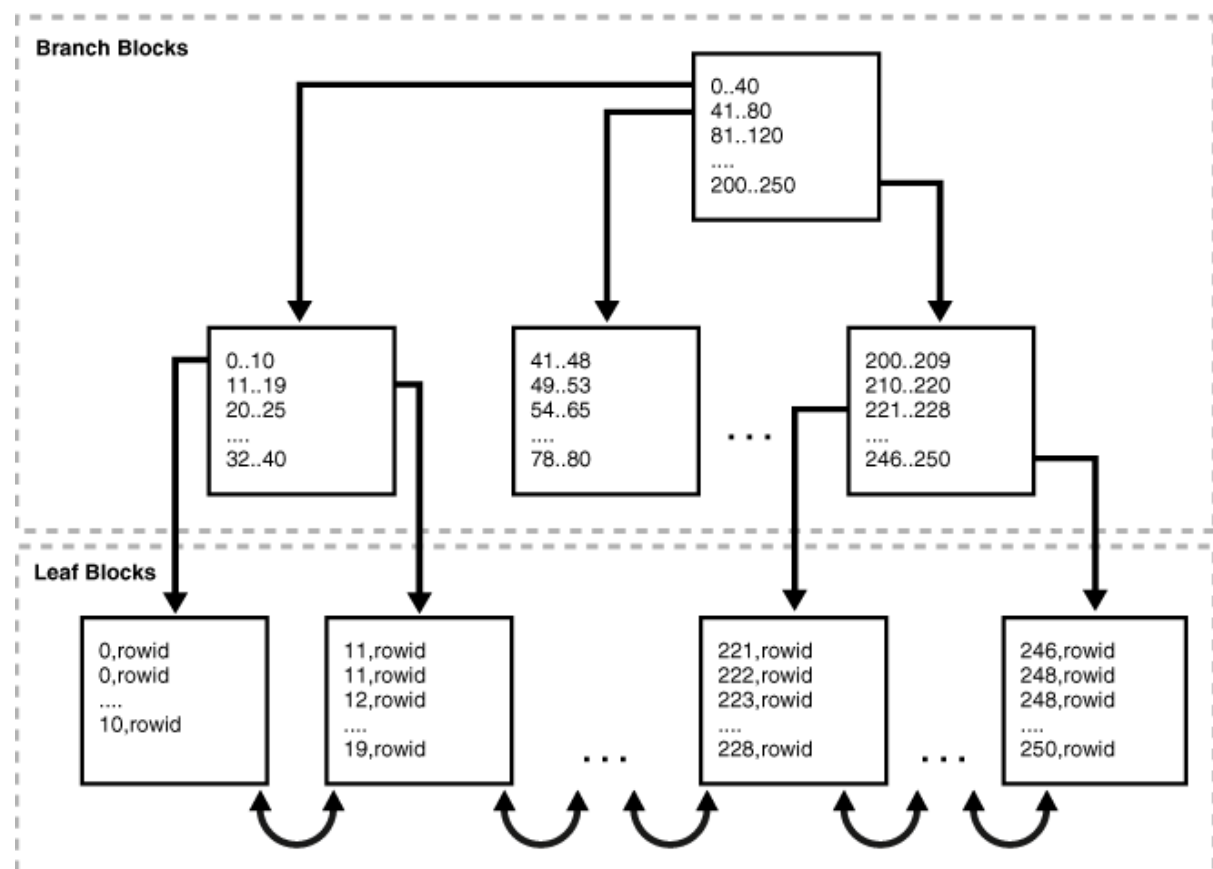 Branch Blocks
0..40
41..80
81..120
....
200..250
0..10
11..19
20..25
....
32..40
41..48
49..53
54..65
....
78..80
...
200..209
210..220
221..228
....
246..250
Leaf Blocks
0,rowid
0,rowid
....
10,rowid
11,rowid
11,rowid
12,rowid
....
19,rowid
...
221,rowid
222,rowid
223,rowid
....
228,rowid
...
246,rowid
248,rowid
248,rowid
....
250,rowid